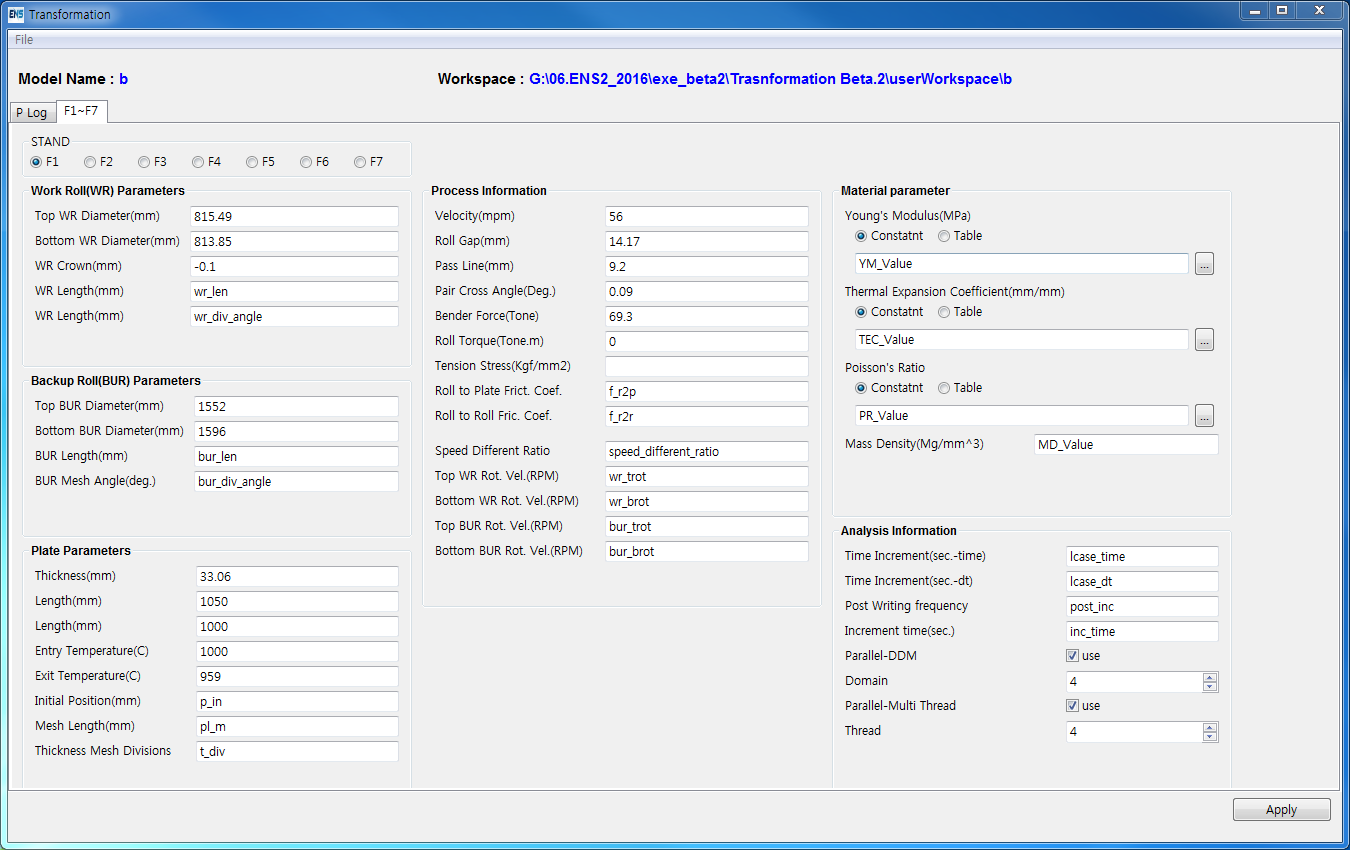 ENS Transformation
File
Model Name : b
Workspace : G:\06.ENS2_2016\exe_beta2\Trasnformation Beta.2\userWorkspace\b
P Log
F1~F7
STAND
F1 F2 F3 F4 F5 F6 F7
Work Roll(WR) Parameters
Top WR Diameter(mm) 815.49
Bottom WR Diameter(mm) 813.85
WR Crown(mm) -0.1
WR Length(mm) wr_len
WR Length(mm) wr_div_angle
Backup Roll(BUR) Parameters
Top BUR Diameter(mm) 1552
Bottom BUR Diameter(mm) 1596
BUR Length(mm) bur_len
BUR Mesh Angle(deg.) bur_div_angle
Plate Parameters
Thickness(mm) 33.06
Length(mm) 1050
Length(mm) 1000
Entry Temperature(C) 1000
Exit Temperature(C) 959
Initial Position(mm) p_in
Mesh Length(mm) pl_m
Thickness Mesh Divisions t_div
Process Information
Velocity(mpm) 56
Roll Gap(mm) 14.17
Pass Line(mm) 9.2
Pair Cross Angle(Deg.) 0.09
Bender Force(Tone) 69.3
Roll Torque(Tone.m) 0
Tension Stress(Kgf/mm2)
Roll to Plate Frict. Coef. f_r2p
Roll to Roll Fric. Coef. f_r2r
Speed Different Ratio speed_different_ratio
Top WR Rot. Vel.(RPM) wr_trot
Bottom WR Rot. Vel.(RPM) wr_brot
Top BUR Rot. Vel.(RPM) bur_trot
Bottom BUR Rot. Vel.(RPM) bur_brot
Material parameter
Young's Modulus(MPa)
Constatnt Table
YM_Value ...
Thermal Expansion Coefficient(mm/mm)
Constatnt Table
TEC_Value ...
Poisson's Ratio
Constatnt Table
PR_Value ...
Mass Density(Mg/mm^3) MD_Value
Analysis Information
Time Increment(sec.-time) lcase_time
Time Increment(sec.-dt) lcase_dt
Post Writing frequency post_inc
Increment time(sec.) inc_time
Parallel-DDM use
Domain 4
Parallel-Multi Thread use
Thread 4
Apply